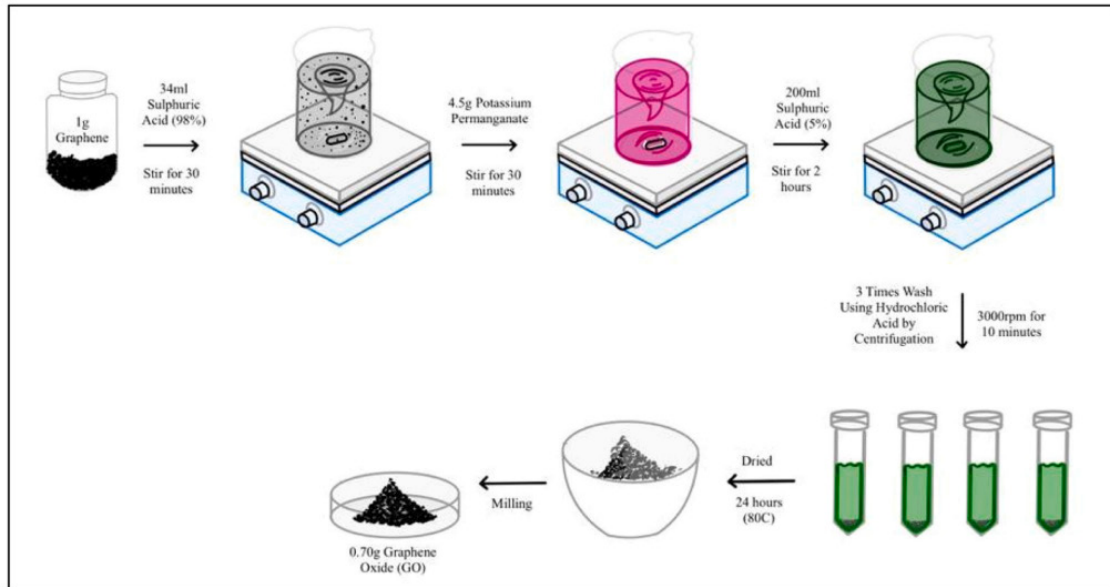 1g
Graphene
34ml
Sulphuric
Acid (98%)
Stir for 30
minutes
4.5g Potassium
Permanganate
Stir for 30
minutes
200ml
Sulphuric
Acid (5%)
Stir for 2
hours
3 Times Wash
Using Hydrochloric
Acid by
Centrifugation
3000rpm for
10 minutes
Dried
24 hours
(80C)
Milling
0.70g Graphene
Oxide (GO)